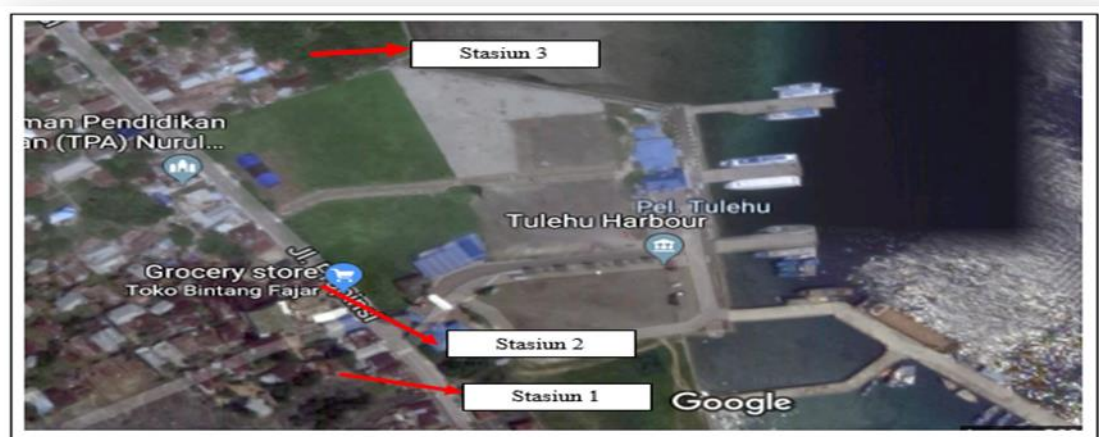 Stasiun 3
man Pendidikan
an (TPA) Nurul...
Pel. Tulehu
Tulehu Harbour
Grocery store
Toko Bintang Fajar
Stasiun 2
Stasiun 1
Google